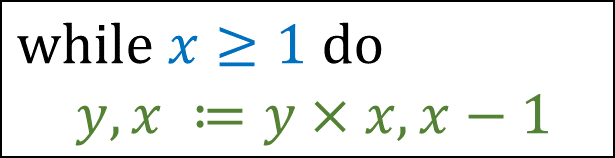 while x ≥ 1 do
y, x := y × x, x − 1